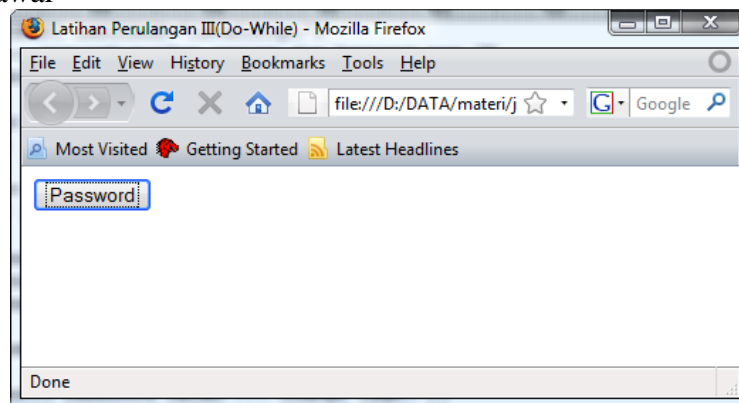 Latihan Perulangan III(Do-While) - Mozilla Firefox
File Edit View History Bookmarks Tools Help
file:///D:/DATA/materi/j G Google
Most Visited Getting Started Latest Headlines
Password
Done